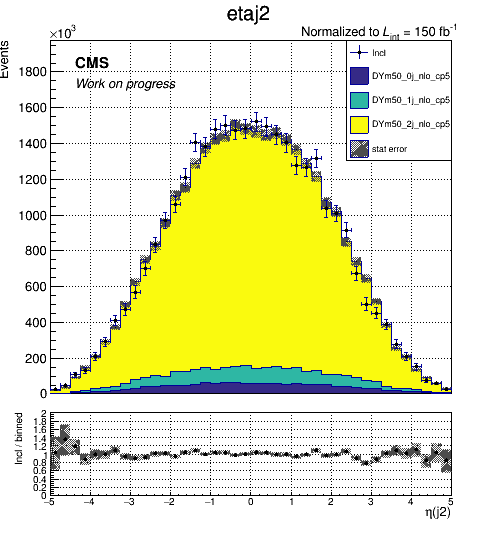 etaj2
×10³
Normalized to L_int = 150 fb⁻¹
Events
CMS
Work on progress
Incl
DYm50_0j_nlo_cp5
DYm50_1j_nlo_cp5
DYm50_2j_nlo_cp5
stat error
1800
1600
1400
1200
1000
800
600
400
200
0
Incl / binned
2
1.8
1.6
1.4
1.2
1
0.8
0.6
0.4
0.2
0
−5 −4 −3 −2 −1 0 1 2 3 4 5
η(j2)